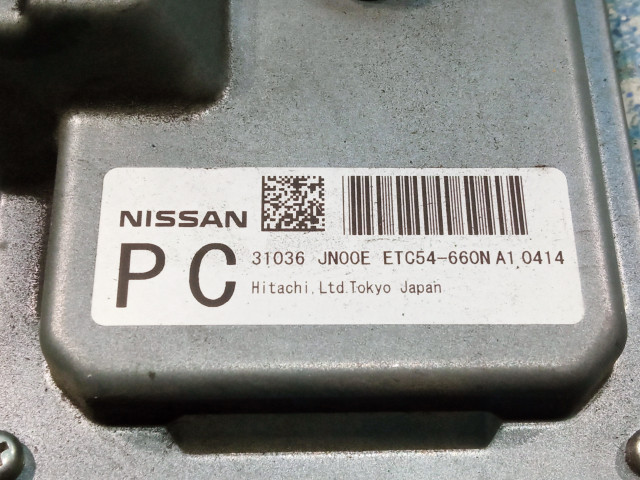 NISSAN
PC
31036 JN00E ETC54-660N A1 0414
Hitachi,Ltd.Tokyo Japan